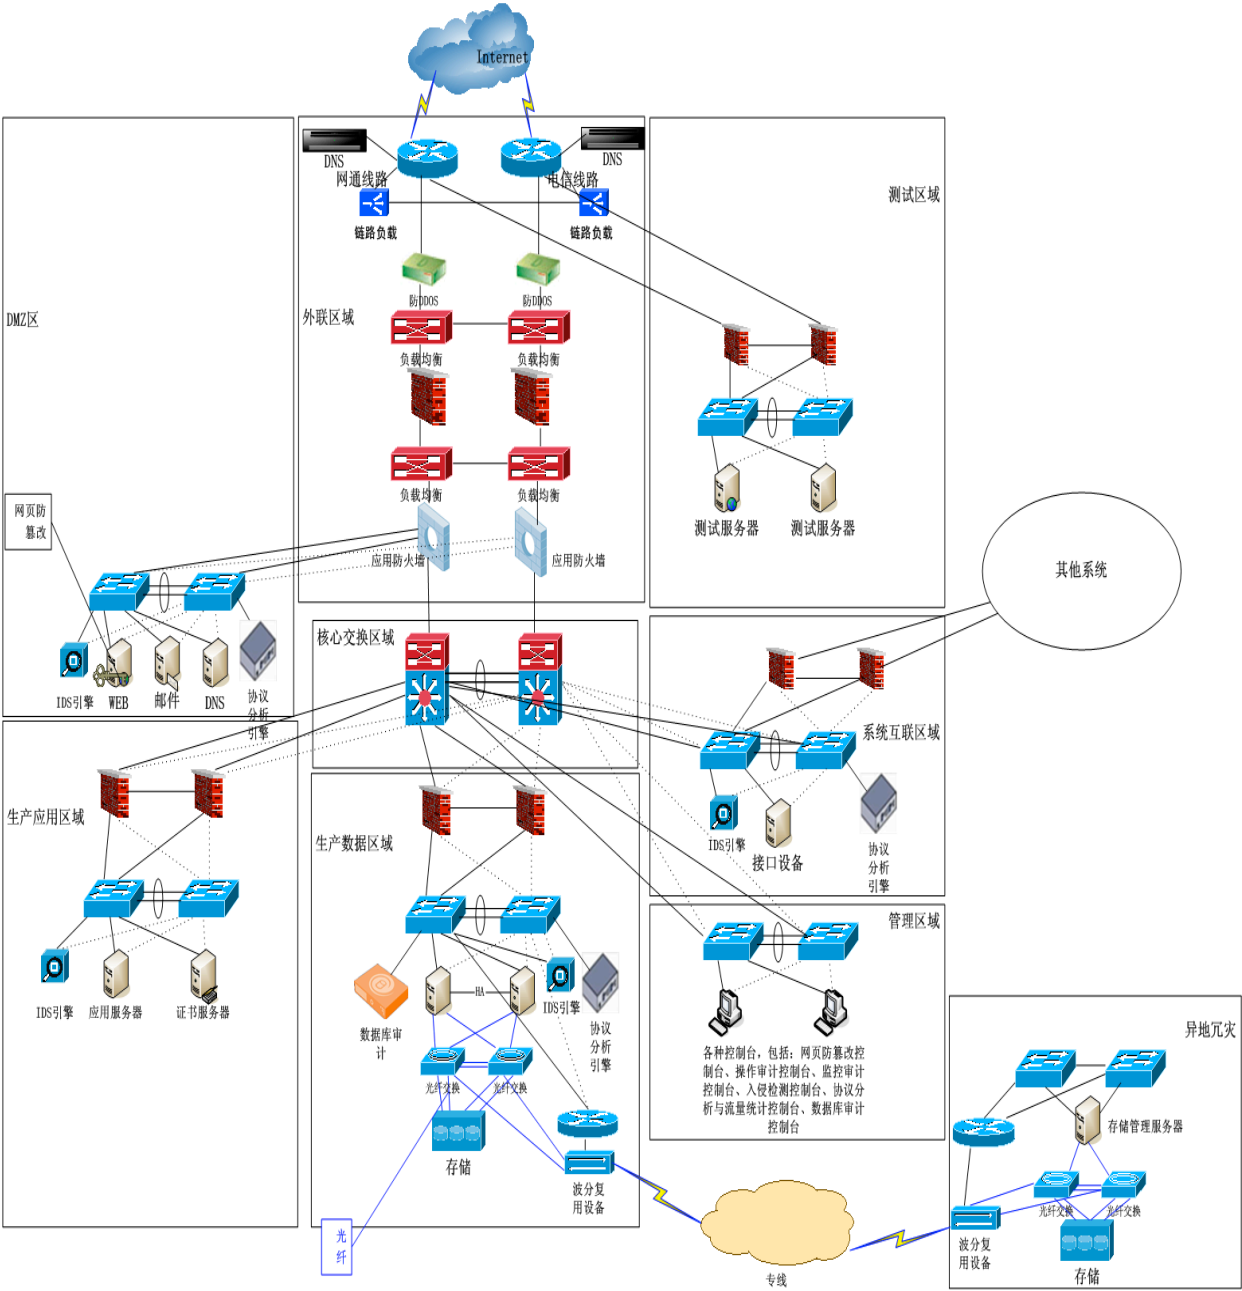 Internet
DNS
DNS
网通线路
电信线路
链路负载
链路负载
测试区域
防DDOS
防DDOS
DMZ区
外联区域
负载均衡
负载均衡
负载均衡
负载均衡
网页防
篡改
测试服务器
测试服务器
应用防火墙
应用防火墙
其他系统
核心交换区域
IDS引擎
WEB
邮件
DNS
协议
分析
引擎
系统互联区域
生产应用区域
生产数据区域
IDS引擎
接口设备
协议
分析
引擎
管理区域
IDS引擎
应用服务器
证书服务器
HA
IDS引擎
数据库审
计
协议
分析
引擎
各种控制台，包括：网页防篡改控
制台、操作审计控制台、监控审计
控制台、入侵检测控制台、协议分
析与流量统计控制台、数据库审计
控制台
异地冗灾
光纤交换
光纤交换
存储
波分复
用设备
光
纤
专线
存储管理服务器
光纤交换
光纤交换
波分复
用设备
存储